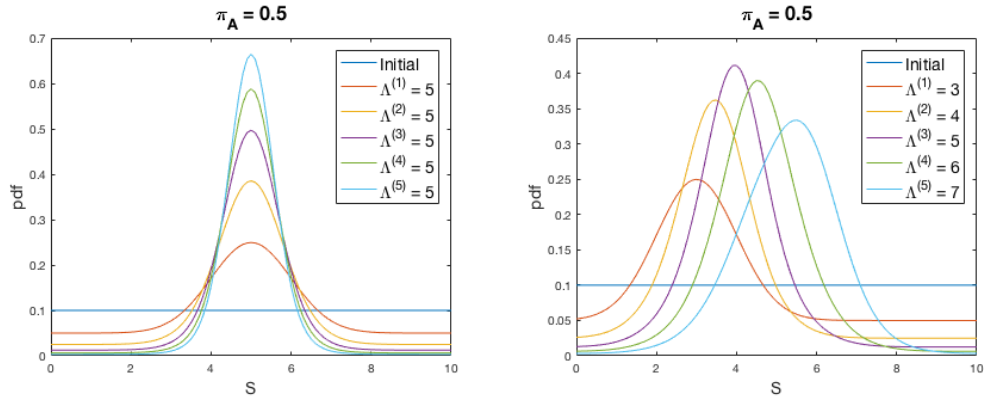 π_A = 0.5
0.7
0.6
0.5
0.4
0.3
0.2
0.1
0
pdf
0 2 4 6 8 10
S
Initial
Λ^(1) = 5
Λ^(2) = 5
Λ^(3) = 5
Λ^(4) = 5
Λ^(5) = 5
π_A = 0.5
0.45
0.4
0.35
0.3
0.25
0.2
0.15
0.1
0.05
0
pdf
0 2 4 6 8 10
S
Initial
Λ^(1) = 3
Λ^(2) = 4
Λ^(3) = 5
Λ^(4) = 6
Λ^(5) = 7